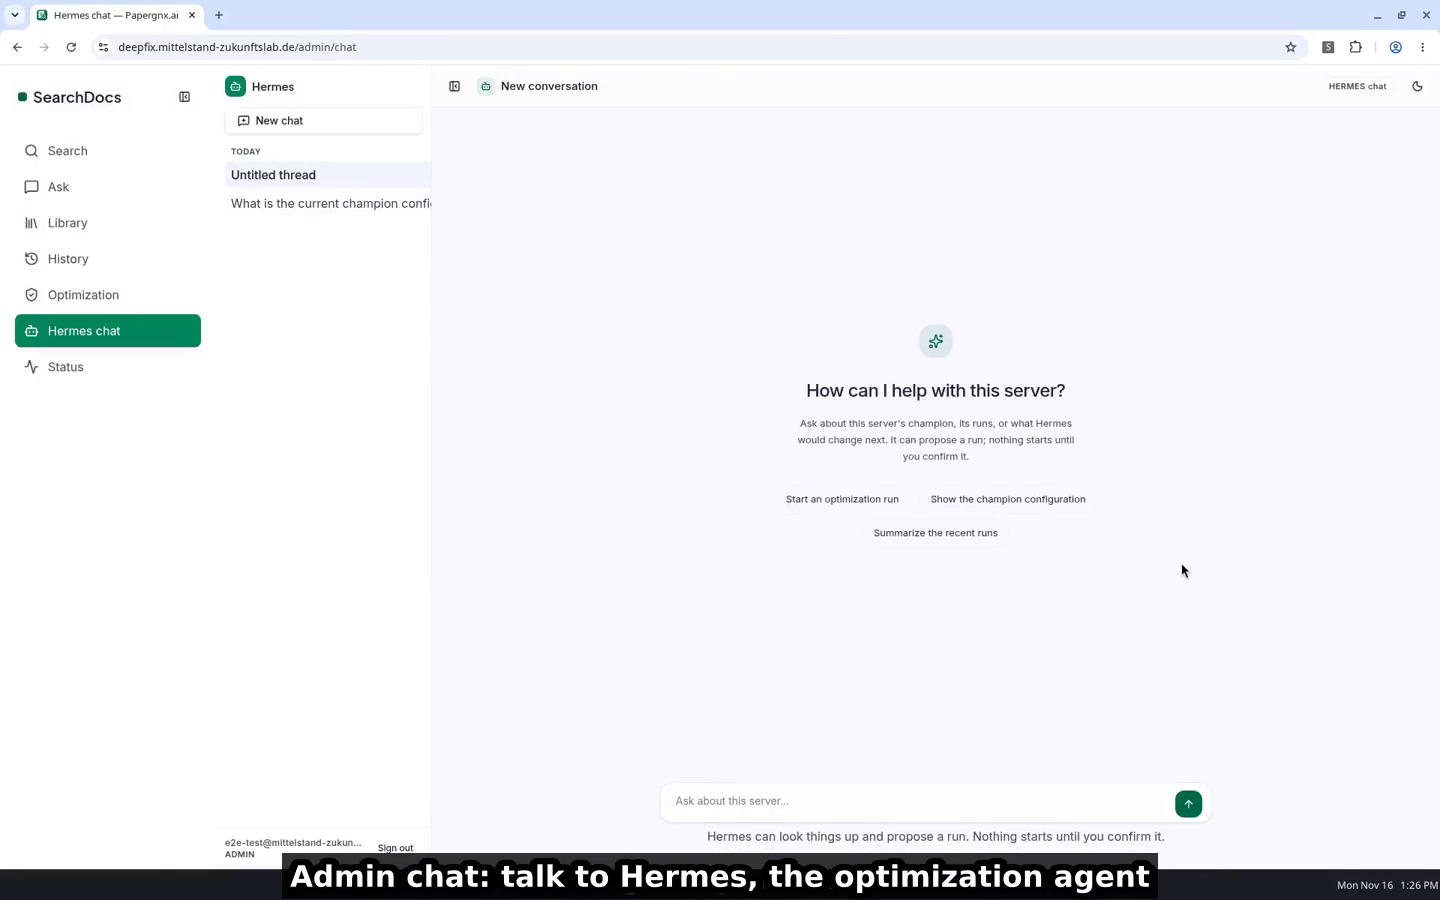 Hermes chat — Papergnx.ai
deepfix.mittelstand-zukunftslab.de/admin/chat
S
SearchDocs
Search
Ask
Library
History
Optimization
Hermes chat
Status
Hermes
New chat
TODAY
Untitled thread
What is the current champion confi
e2e-test@mittelstand-zukun...
ADMIN
Sign out
New conversation
HERMES chat
How can I help with this server?
Ask about this server's champion, its runs, or what Hermes
would change next. It can propose a run; nothing starts until
you confirm it.
Start an optimization run
Show the champion configuration
Summarize the recent runs
Ask about this server...
Hermes can look things up and propose a run. Nothing starts until you confirm it.
Admin chat: talk to Hermes, the optimization agent
Mon Nov 16 1:26 PM